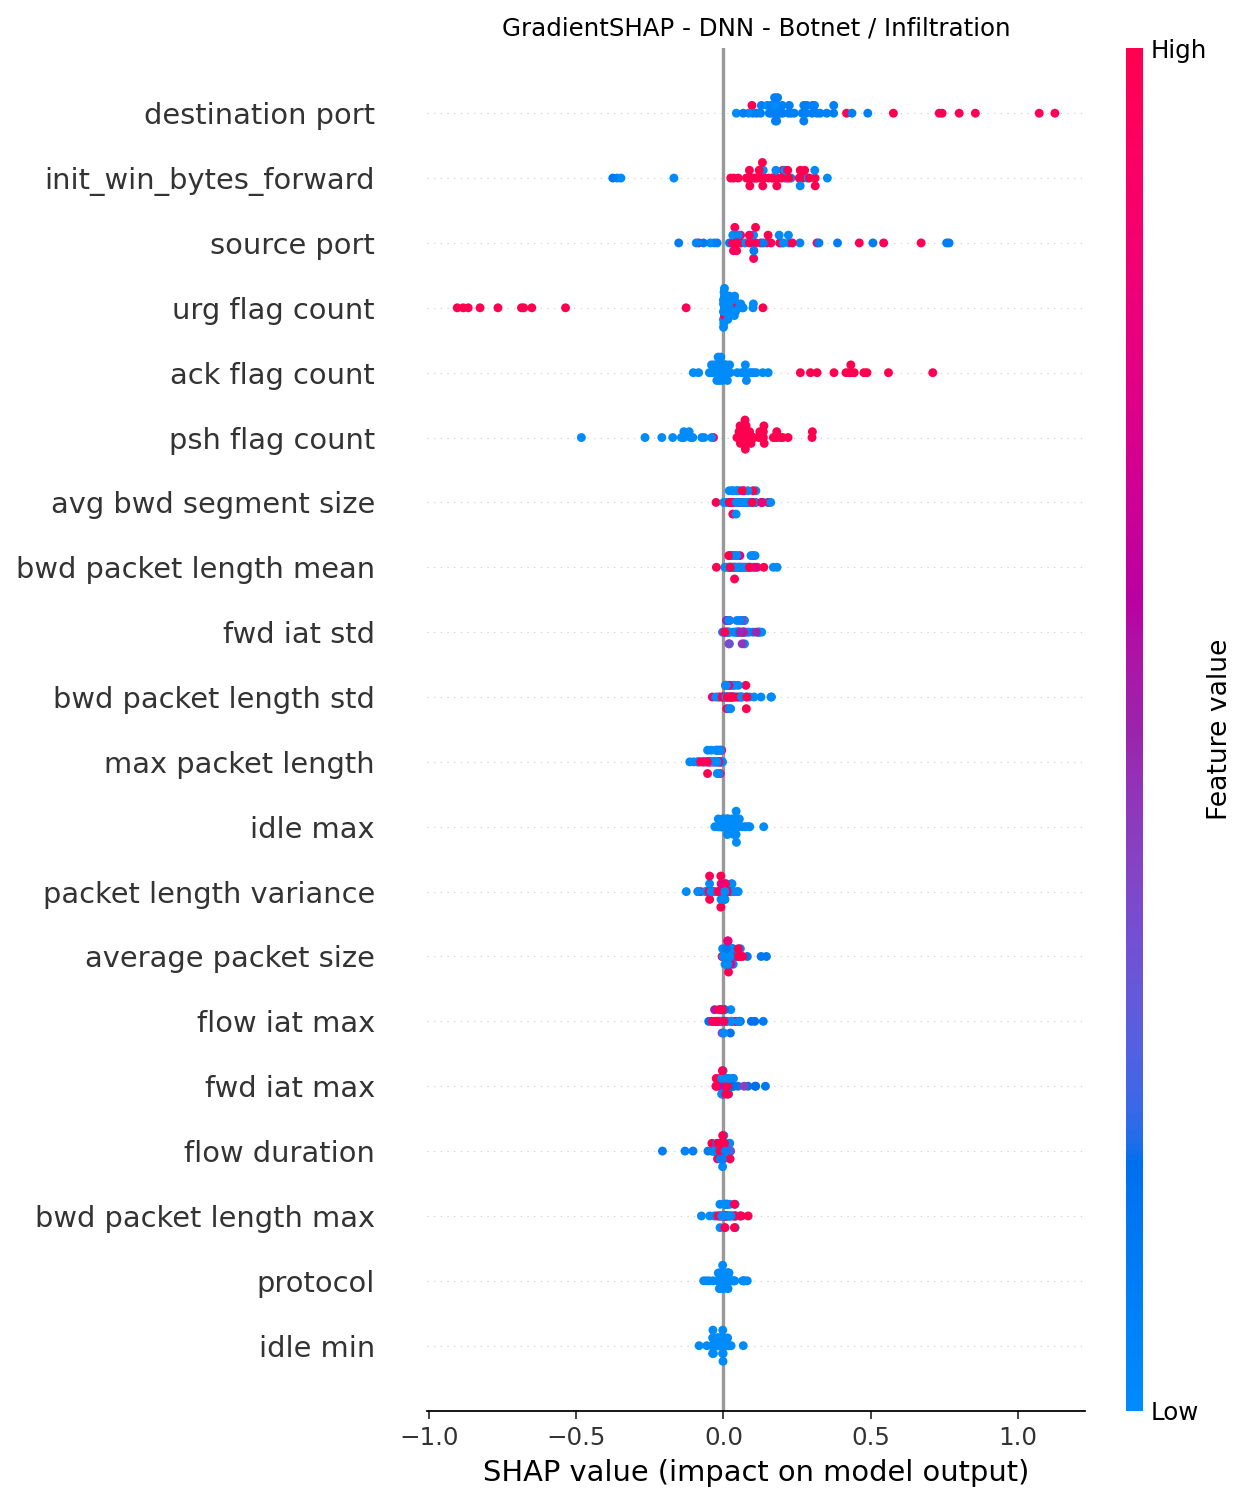 GradientSHAP - DNN - Botnet / Infiltration
High
destination port
init_win_bytes_forward
source port
urg flag count
ack flag count
psh flag count
avg bwd segment size
bwd packet length mean
fwd iat std
bwd packet length std
max packet length
idle max
packet length variance
average packet size
flow iat max
fwd iat max
flow duration
bwd packet length max
protocol
idle min
Feature value
Low
−1.0 −0.5 0.0 0.5 1.0
SHAP value (impact on model output)